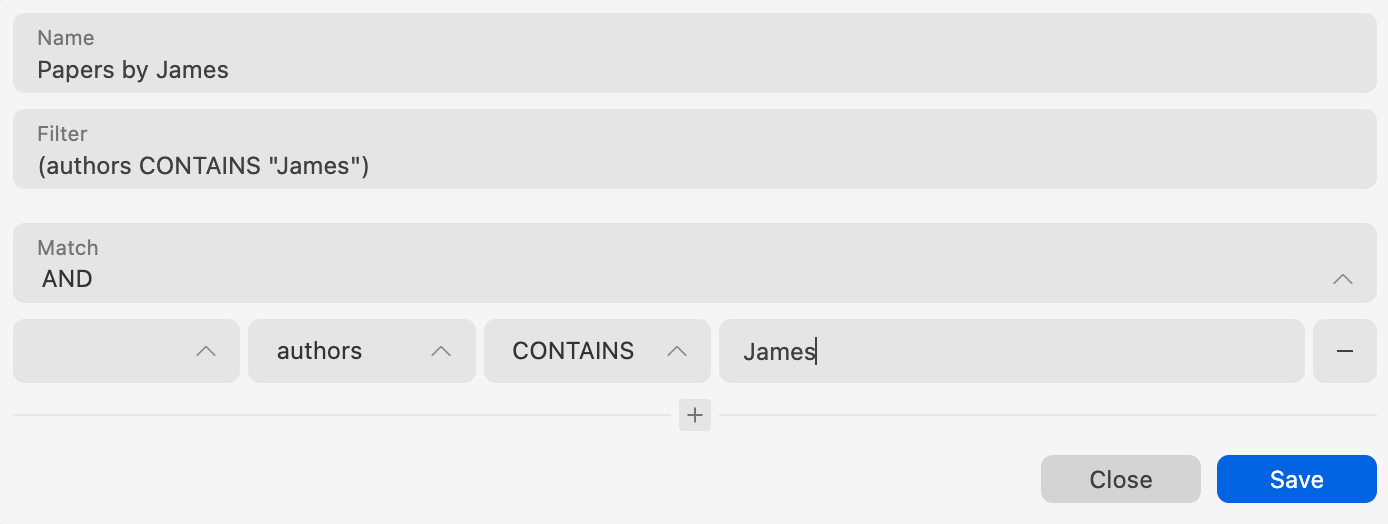 Name
Papers by James
Filter
(authors CONTAINS "James")
Match
AND
authors CONTAINS James
Close Save